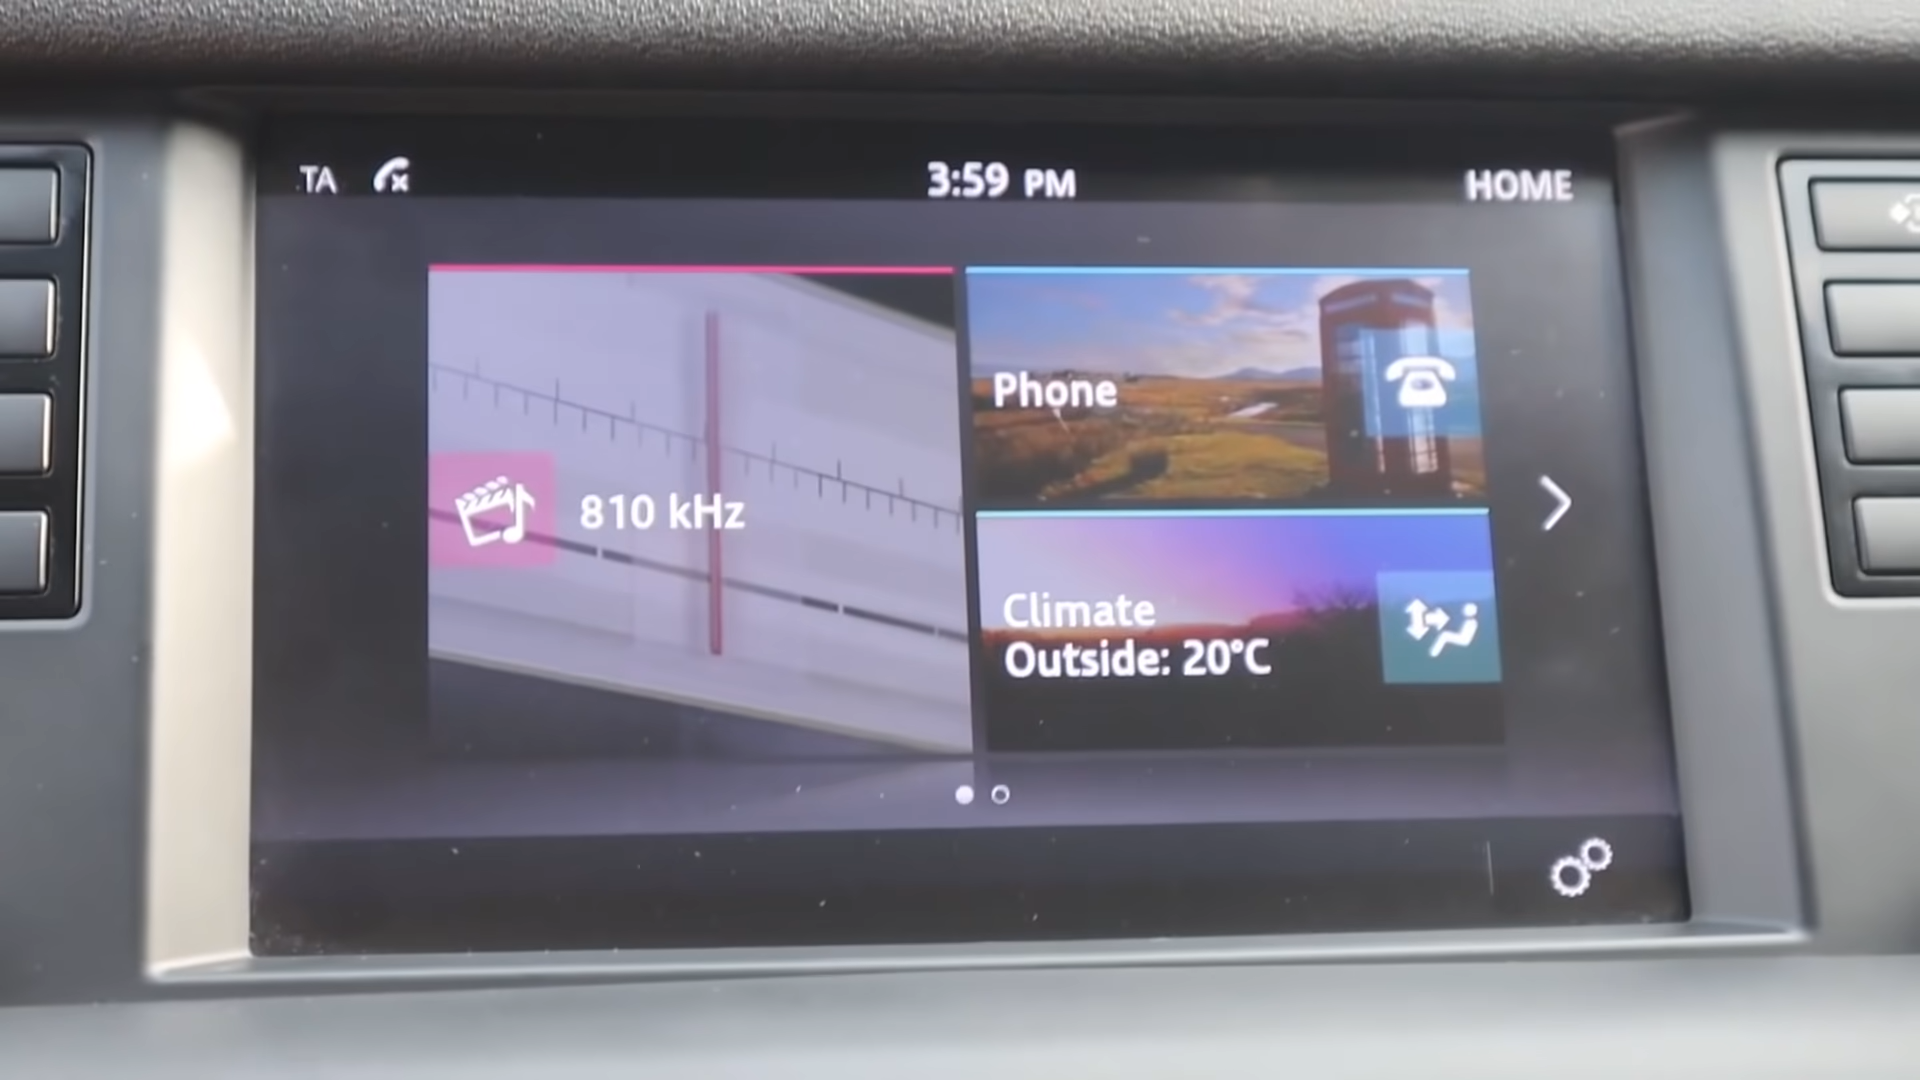 TA
3:59 PM
HOME
Phone
810 kHz
Climate
Outside: 20°C